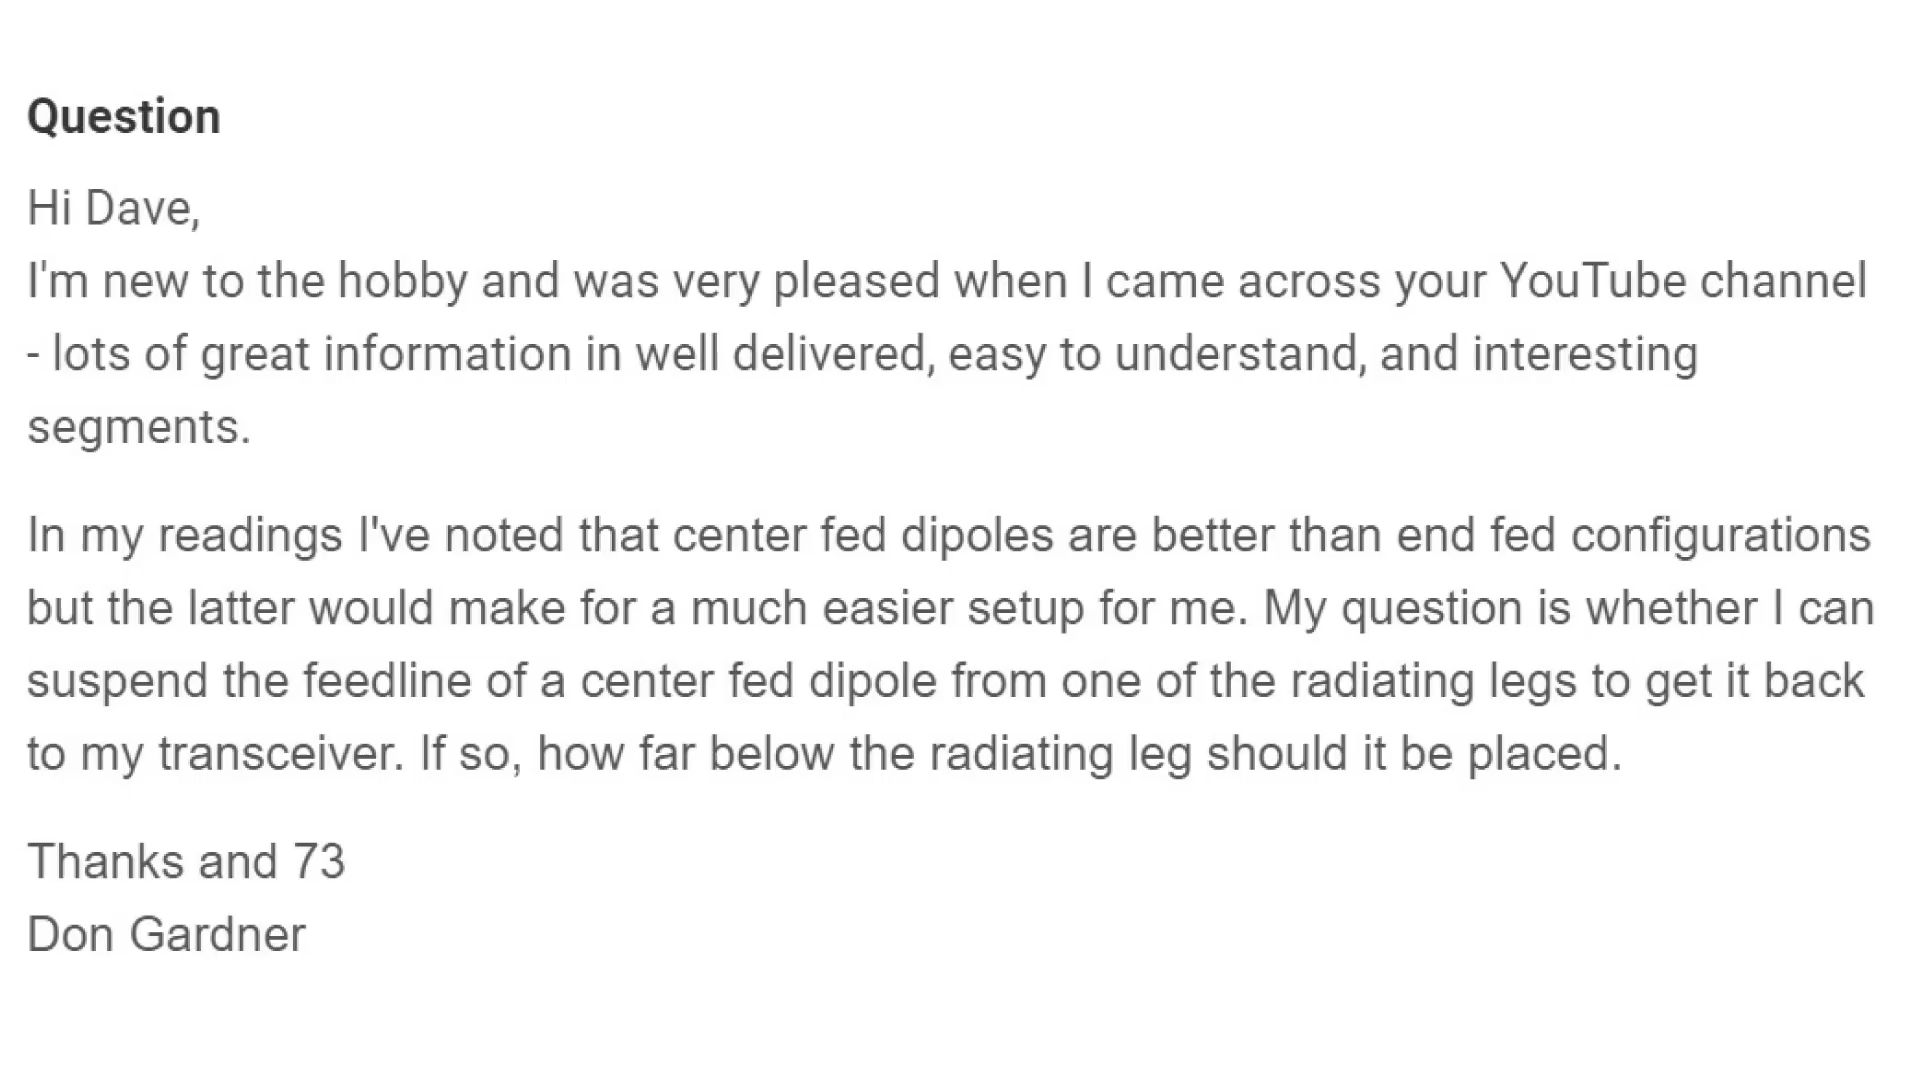 Question
Hi Dave,
I'm new to the hobby and was very pleased when I came across your YouTube channel
- lots of great information in well delivered, easy to understand, and interesting
segments.
In my readings I've noted that center fed dipoles are better than end fed configurations
but the latter would make for a much easier setup for me. My question is whether I can
suspend the feedline of a center fed dipole from one of the radiating legs to get it back
to my transceiver. If so, how far below the radiating leg should it be placed.
Thanks and 73
Don Gardner